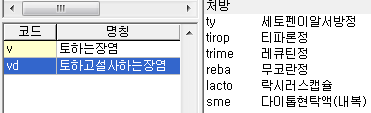 코드 명칭
v 토하는장염
vd 토하고설사하는장염
처방
ty 세토펜이알서방정
tirop 티파론정
trime 레큐틴정
reba 무코란정
lacto 락시러스캡슐
sme 다이톱현탁액(내복)